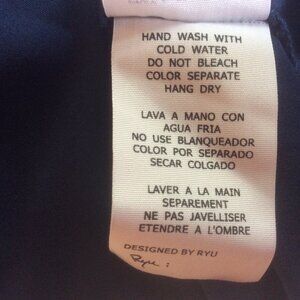 HAND WASH WITH
COLD WATER
DO NOT BLEACH
COLOR SEPARATE
HANG DRY
LAVA A MANO CON
AGUA FRIA
NO USE BLANQUEADOR
COLOR POR SEPARADO
SECAR COLGADO
LAVER A LA MAIN
SEPAREMENT
NE PAS JAVELLISER
ETENDRE A L'OMBRE
DESIGNED BY RYU